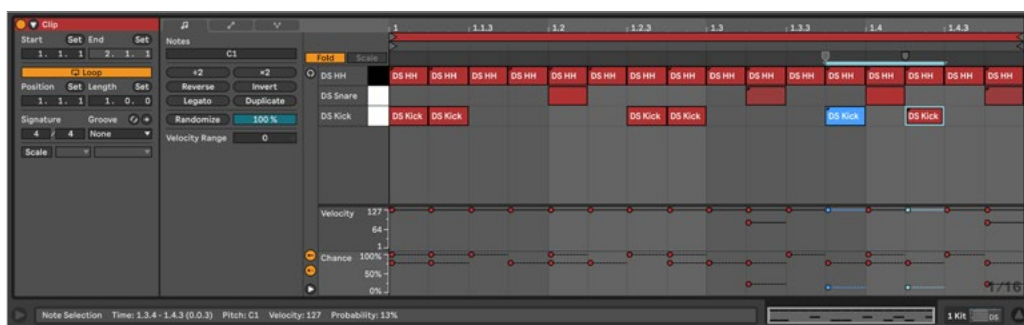 Clip
Start Set End Set
1. 1. 1 2. 1. 1
Loop
Position Set Length Set
1. 1. 1 1. 0. 0
Signature Groove
4 / 4 None
Scale
Notes
C1
÷2 ×2
Reverse Invert
Legato Duplicate
Randomize 100 %
Velocity Range 0
1 1.1.3 1.2 1.2.3 1.3 1.3.3 1.4 1.4.3
Fold Scale
DS HH DS HH DS HH DS HH DS HH DS HH DS HH DS HH DS HH DS HH DS HH DS HH DS HH DS HH DS HH DS HH DS HH
DS Snare
DS Kick DS Kick DS Kick DS Kick DS Kick DS Kick DS Kick
Velocity 127
64
1
Chance 100%
50%
0%
1/16
Note Selection Time: 1.3.4 - 1.4.3 (0.0.3) Pitch: C1 Velocity: 127 Probability: 13%
1 Kit DS